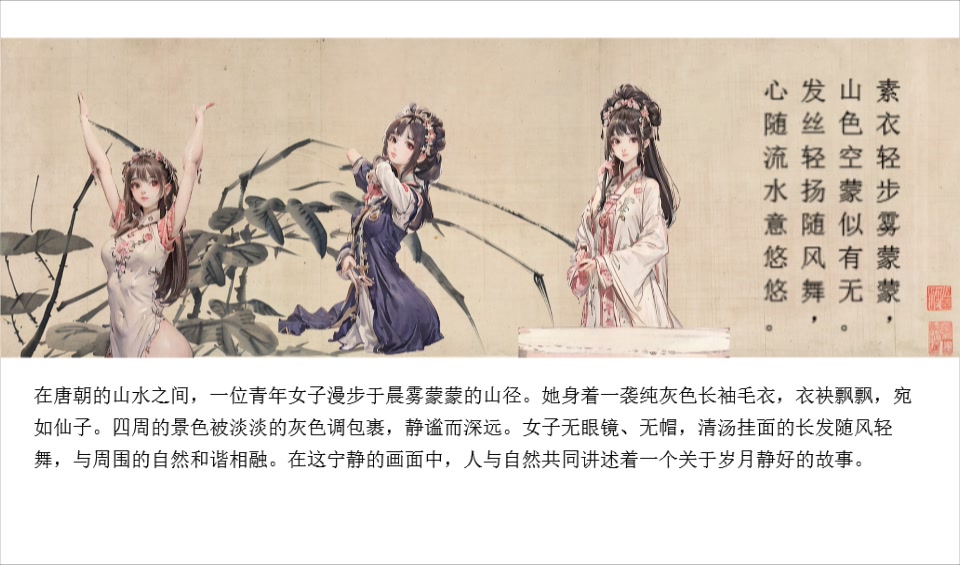 素衣轻步雾蒙蒙，
山色空蒙似有无。
发丝轻扬随风舞，
心随流水意悠悠。
在唐朝的山水之间，一位青年女子漫步于晨雾蒙蒙的山径。她身着一袭纯灰色长袖毛衣，衣袂飘飘，宛
如仙子。四周的景色被淡淡的灰色调包裹，静谧而深远。女子无眼镜、无帽，清汤挂面的长发随风轻
舞，与周围的自然和谐相融。在这宁静的画面中，人与自然共同讲述着一个关于岁月静好的故事。